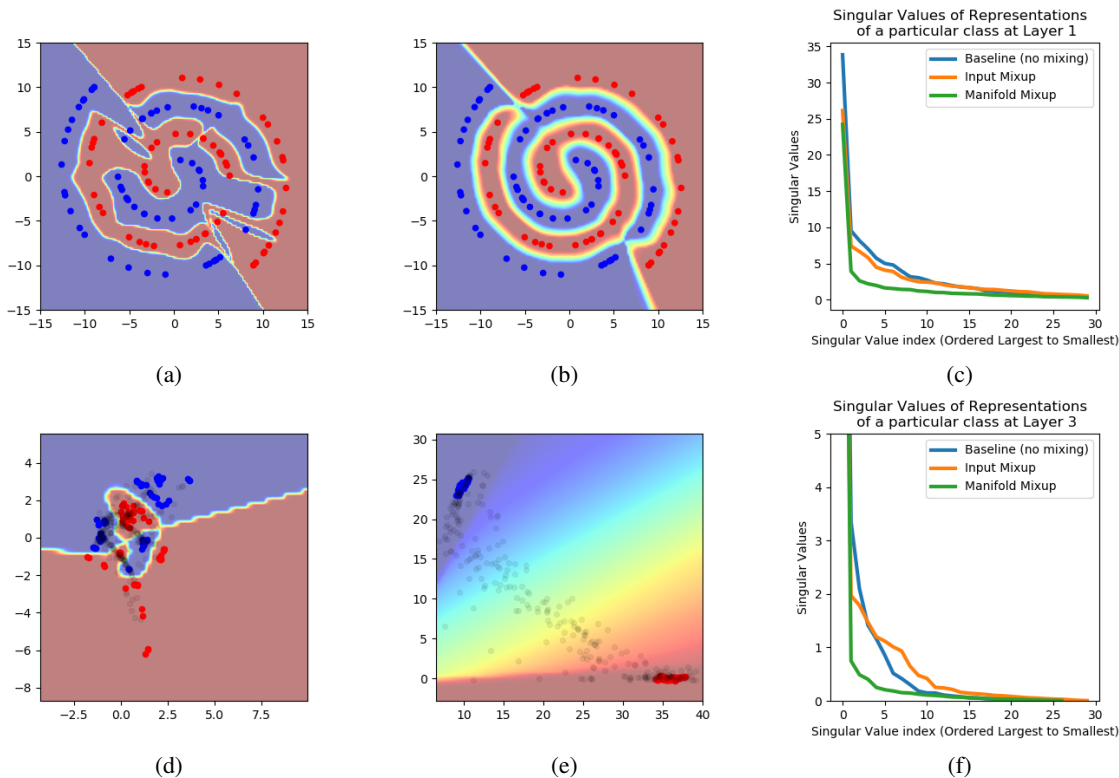 15
10
5
0
−5
−10
−15
−15 −10 −5 0 5 10 15
(a)
15
10
5
0
−5
−10
−15
−15 −10 −5 0 5 10 15
(b)
Singular Values of Representations
of a particular class at Layer 1
Baseline (no mixing)
Input Mixup
Manifold Mixup
Singular Values
35
30
25
20
15
10
5
0
0 5 10 15 20 25 30
Singular Value index (Ordered Largest to Smallest)
(c)
4
2
0
−2
−4
−6
−8
−2.5 0.0 2.5 5.0 7.5
(d)
30
25
20
15
10
5
0
10 15 20 25 30 35 40
(e)
Singular Values of Representations
of a particular class at Layer 3
Baseline (no mixing)
Input Mixup
Manifold Mixup
Singular Values
5
4
3
2
1
0
0 5 10 15 20 25 30
Singular Value index (Ordered Largest to Smallest)
(f)